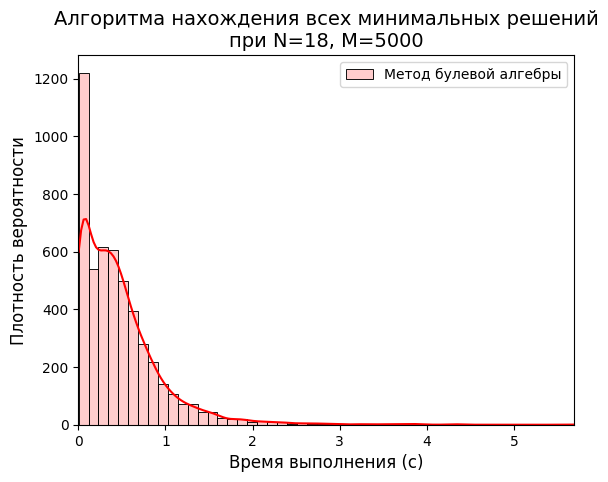 Алгоритма нахождения всех минимальных решений
при N=18, M=5000
Метод булевой алгебры
Плотность вероятности
1200
1000
800
600
400
200
0
0 1 2 3 4 5
Время выполнения (с)